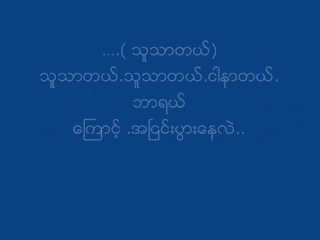 ....( သူသာတယ်)
သူသာတယ်.သူသာတယ်.ငါနာတယ်.
ဘာရယ်
ကြောင့် .အငြင်းပွားနေလဲ..